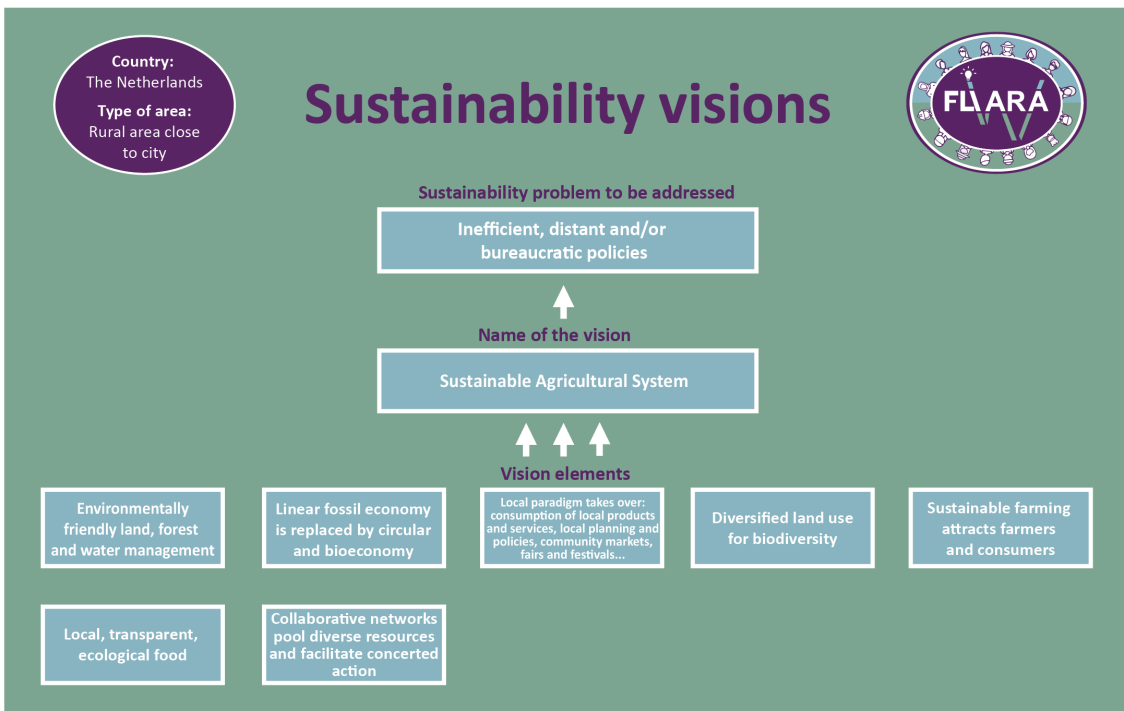 Country:
The Netherlands
Type of area:
Rural area close
to city
Sustainability visions
FLIARA
Sustainability problem to be addressed
Inefficient, distant and/or
bureaucratic policies
Name of the vision
Sustainable Agricultural System
Vision elements
Environmentally
friendly land, forest
and water management
Linear fossil economy
is replaced by circular
and bioeconomy
Local paradigm takes over:
consumption of local products
and services, local planning and
policies, community markets,
fairs and festivals...
Diversified land use
for biodiversity
Sustainable farming
attracts farmers
and consumers
Local, transparent,
ecological food
Collaborative networks
pool diverse resources
and facilitate concerted
action